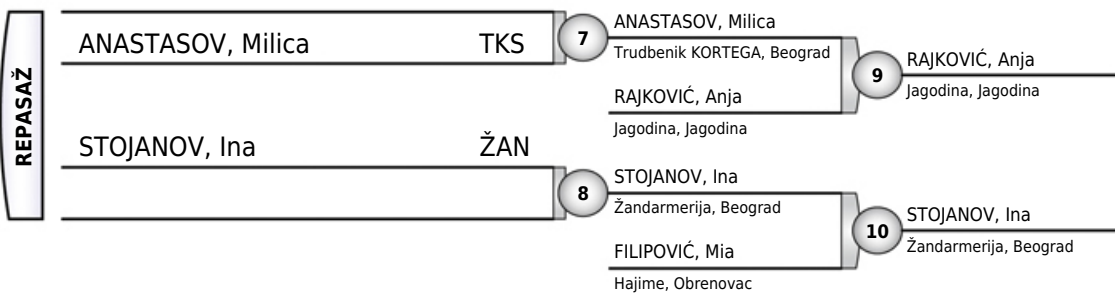 REPASAŽ
ANASTASOV, Milica TKS
STOJANOV, Ina ŽAN
7
8
ANASTASOV, Milica
Trudbenik KORTEGA, Beograd
RAJKOVIĆ, Anja
Jagodina, Jagodina
STOJANOV, Ina
Žandarmerija, Beograd
FILIPOVIĆ, Mia
Hajime, Obrenovac
9
10
RAJKOVIĆ, Anja
Jagodina, Jagodina
STOJANOV, Ina
Žandarmerija, Beograd